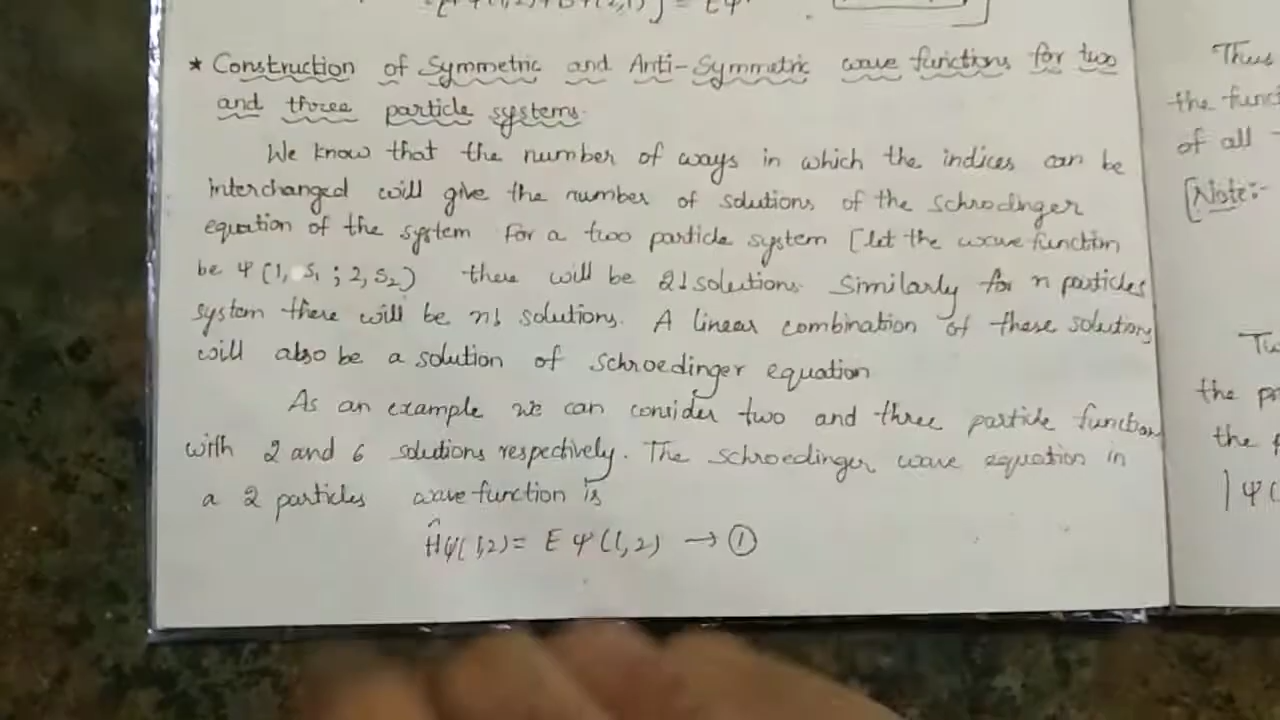 * Construction of Symmetric and Anti-Symmetric wave functions for two
and three particle systems.
We know that the number of ways in which the indices can be
interchanged will give the number of solutions of the schrodinger
equation of the system For a two particle system [let the wave function
be ψ(1, s₁ ; 2, s₂) there will be 2! solutions. Similarly for n particles
system there will be n! solutions. A linear combination of these solutions
will also be a solution of schroedinger equation
As an example we can consider two and three particle function
with 2 and 6 solutions respectively. The schroedinger wave equation in
a 2 particles wave function is
Ĥψ(1,2) = E ψ(1,2) → ①
Thus
the
of all
[Note:-
the
the
|ψ(